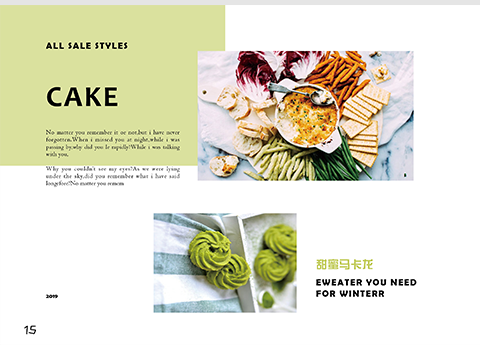 ALL SALE STYLES
CAKE
No matter you remember it or not,but i have never
forgotten.When i missed you at night,while i was
passing by,why did you le rapidly?While i was talking
with you,
Why you couldn't see my eyes?As we were lying
under the sky,did you remember what i have said
longfore?No matter you remem
甜蜜马卡龙
EWEATER YOU NEED
FOR WINTERR
2019
15